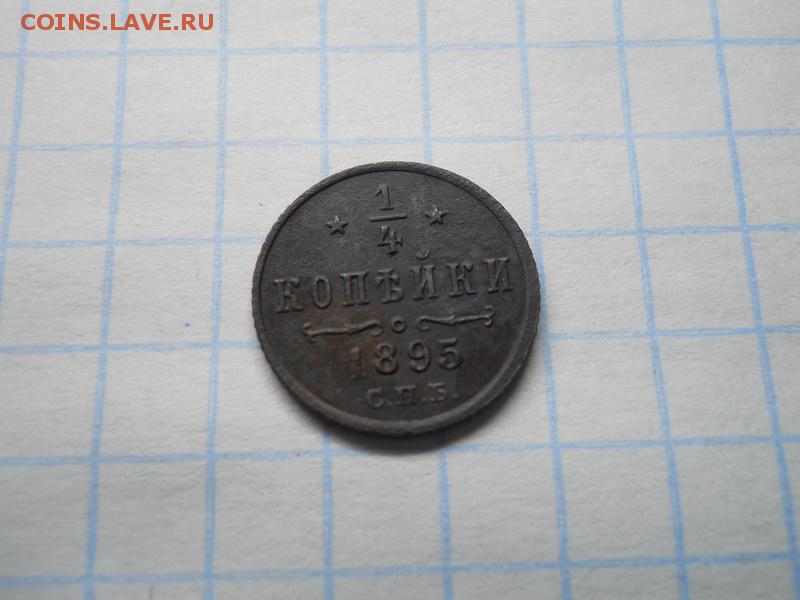 COINS.LAVE.RU
1/4
КОПѢЙКИ
1895
С.П.Б.